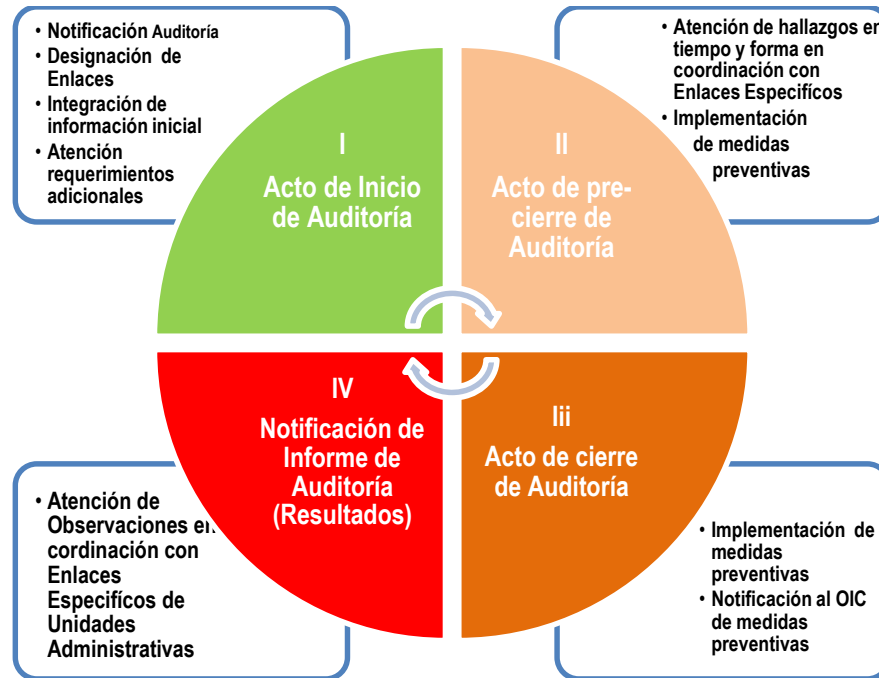 • Notificación Auditoría
• Designación de
Enlaces
• Integración de
información inicial
• Atención
requerimientos
adicionales
• Atención de hallazgos en
tiempo y forma en
coordinación con
Enlaces Especifícos
• Implementación
de medidas
preventivas
I
Acto de Inicio
de Auditoría
II
Acto de pre-
cierre de
Auditoría
IV
Notificación de
Informe de
Auditoría
(Resultados)
Iii
Acto de cierre
de Auditoría
• Atención de
Observaciones en
cordinación con
Enlaces
Especifícos de
Unidades
Administrativas
• Implementación de
medidas
preventivas
• Notificación al OIC
de medidas
preventivas